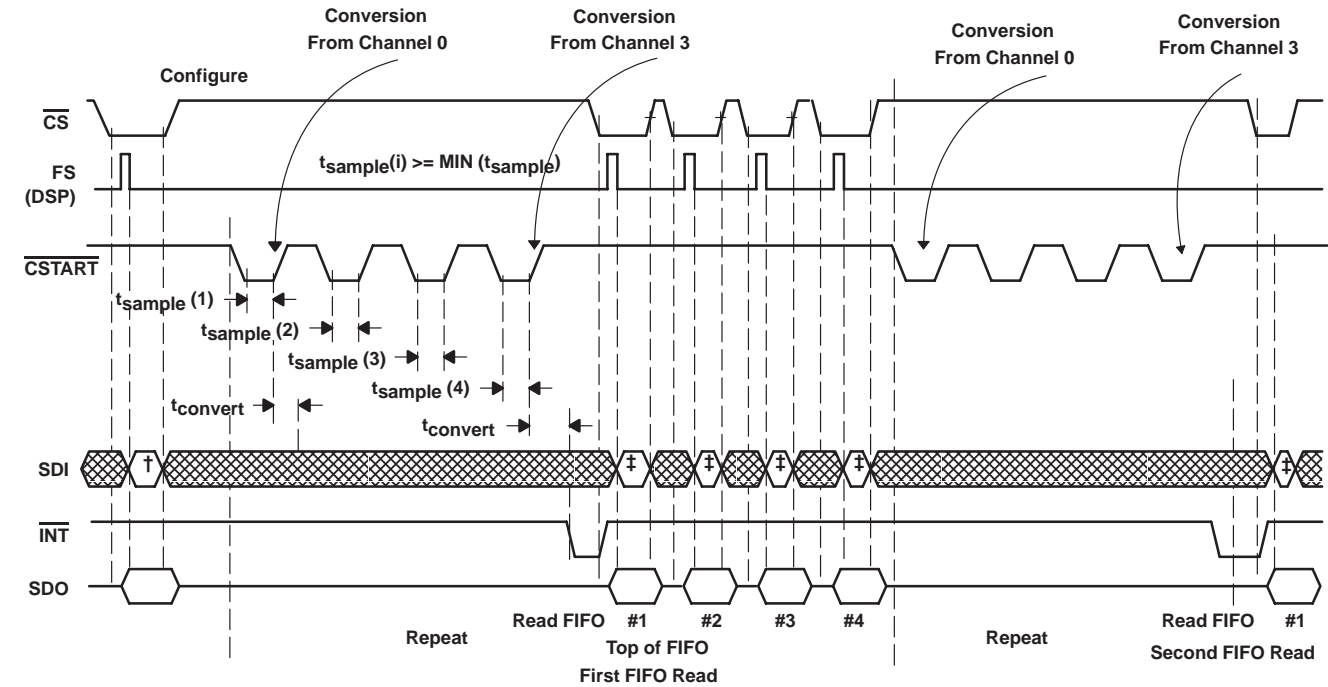 Conversion
From Channel 0
Conversion
From Channel 3
Conversion
From Channel 0
Conversion
From Channel 3
Configure
CS
FS
(DSP)
tsample(i) >= MIN (tsample)
CSTART
tsample (1)
tsample (2)
tsample (3)
tsample (4)
tconvert
tconvert
SDI
†
‡
‡
‡
‡
‡
INT
SDO
Repeat
Read FIFO
#1
#2
#3
#4
Top of FIFO
First FIFO Read
Repeat
Read FIFO
#1
Second FIFO Read